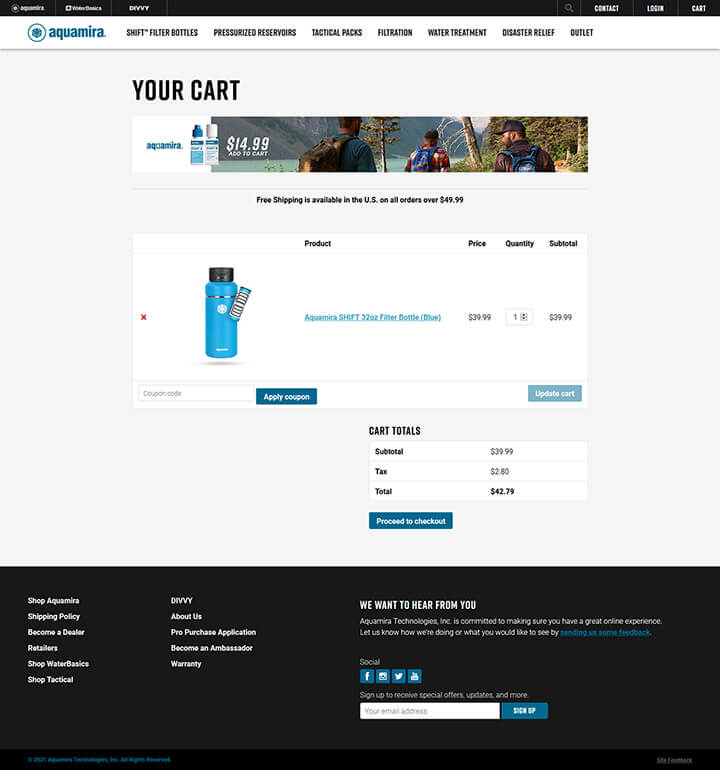 aquamira.
WaterBasics
DIVVY
CONTACT
LOGIN
CART
aquamira.
SHIFT™ FILTER BOTTLES
PRESSURIZED RESERVOIRS
TACTICAL PACKS
FILTRATION
WATER TREATMENT
DISASTER RELIEF
OUTLET
YOUR CART
aquamira.
$14.99
ADD TO CART
Free Shipping is available in the U.S. on all orders over $49.99
Product Price Quantity Subtotal
Aquamira SHIFT 32oz Filter Bottle (Blue) $39.99 1 $39.99
Coupon code
Apply coupon
Update cart
CART TOTALS
Subtotal $39.99
Tax $2.80
Total $42.79
Proceed to checkout
Shop Aquamira
Shipping Policy
Become a Dealer
Retailers
Shop WaterBasics
Shop Tactical
DIVVY
About Us
Pro Purchase Application
Become an Ambassador
Warranty
WE WANT TO HEAR FROM YOU
Aquamira Technologies, Inc. is committed to making sure you have a great online experience.
Let us know how we're doing or what you would like to see by sending us some feedback.
Social
Sign up to receive special offers, updates, and more.
Your email address
SIGN UP
© 2021 Aquamira Technologies, Inc. All Rights Reserved.
Site Feedback